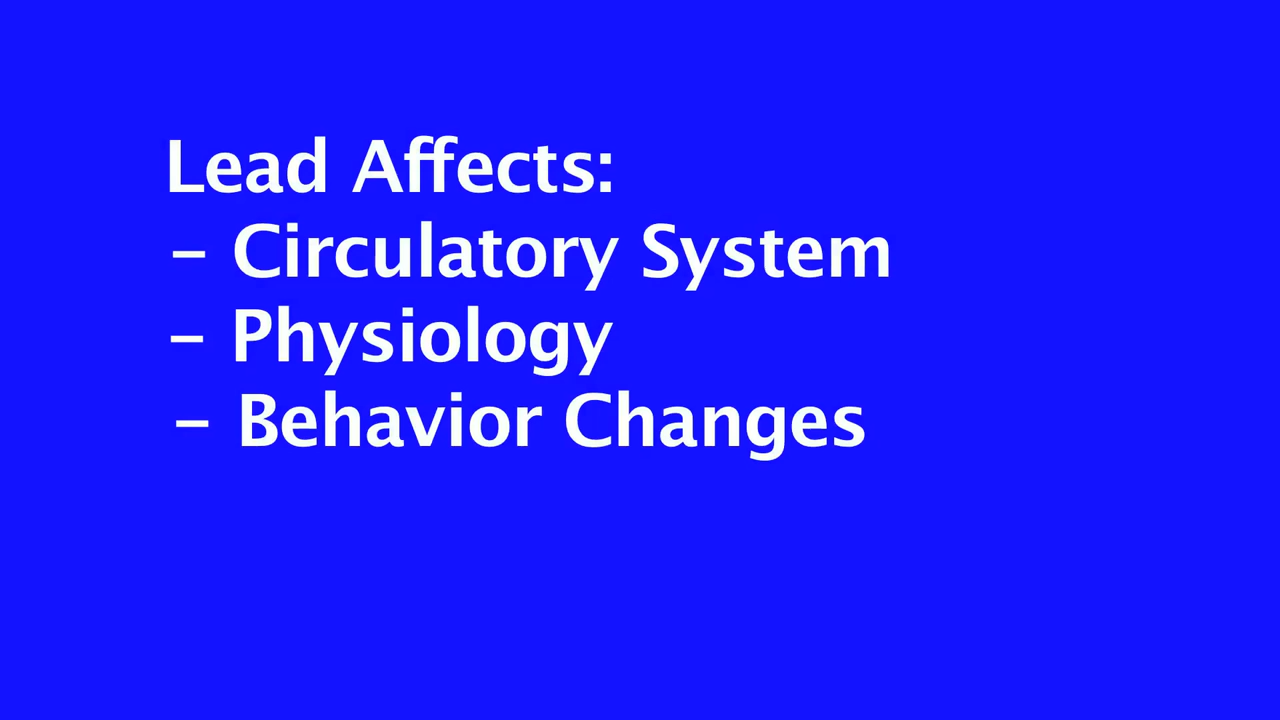 Lead Affects:
– Circulatory System
– Physiology
– Behavior Changes